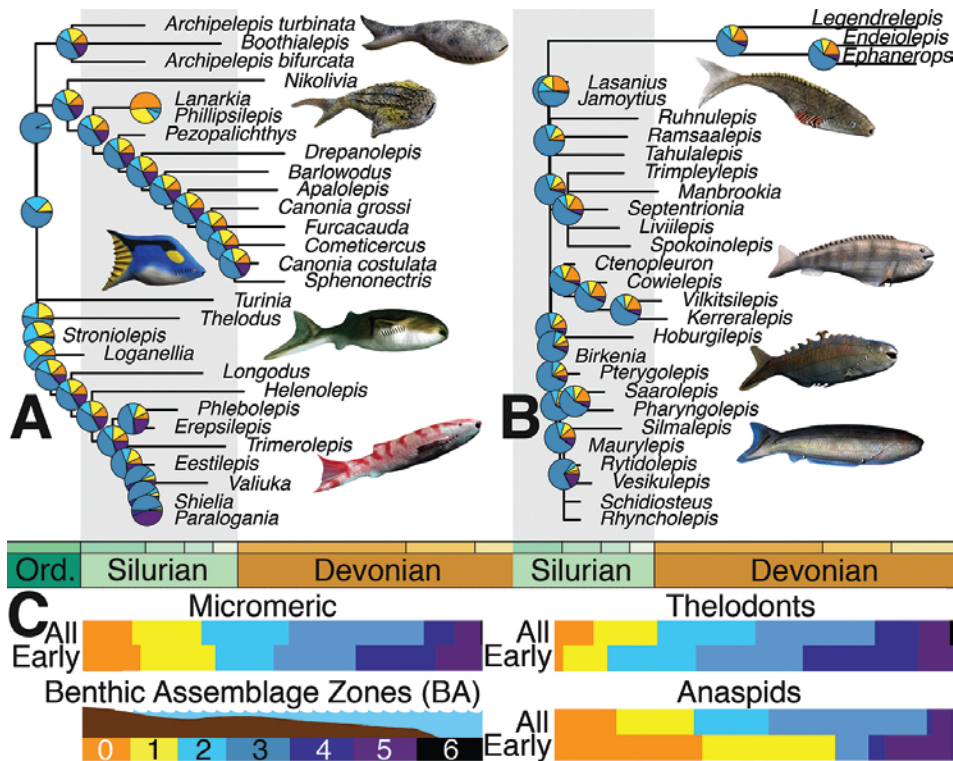 A
Archipelepis turbinata
Boothialepis
Archipelepis bifurcata
Nikolivia
Lanarkia
Phillipsilepis
Pezopalichthys
Drepanolepis
Barlowodus
Apalolepis
Canonia grossi
Furcacauda
Cometicercus
Canonia costulata
Sphenonectris
Turinia
Thelodus
Stroniolepis
Loganellia
Longodus
Helenolepis
Phlebolepis
Erepsilepis
Trimerolepis
Eestilepis
Valiuka
Shielia
Paralogania
B
Legendrelepis
Endeiolepis
Ephanerops
Lasanius
Jamoytius
Ruhnulepis
Ramsaalepis
Tahulalepis
Trimpleylepis
Manbrookia
Septentrionia
Liviilepis
Spokoinolepis
Ctenopleuron
Cowielepis
Vilkitsilepis
Kerreralepis
Hoburgilepis
Birkenia
Pterygolepis
Saarolepis
Pharyngolepis
Silmalepis
Maurylepis
Rytidolepis
Vesikulepis
Schidiosteus
Rhyncholepis
Ord. Silurian Devonian
Silurian Devonian
C
Micromeric
All
Early
Thelodonts
All
Early
Benthic Assemblage Zones (BA)
0 1 2 3 4 5 6
Anaspids
All
Early